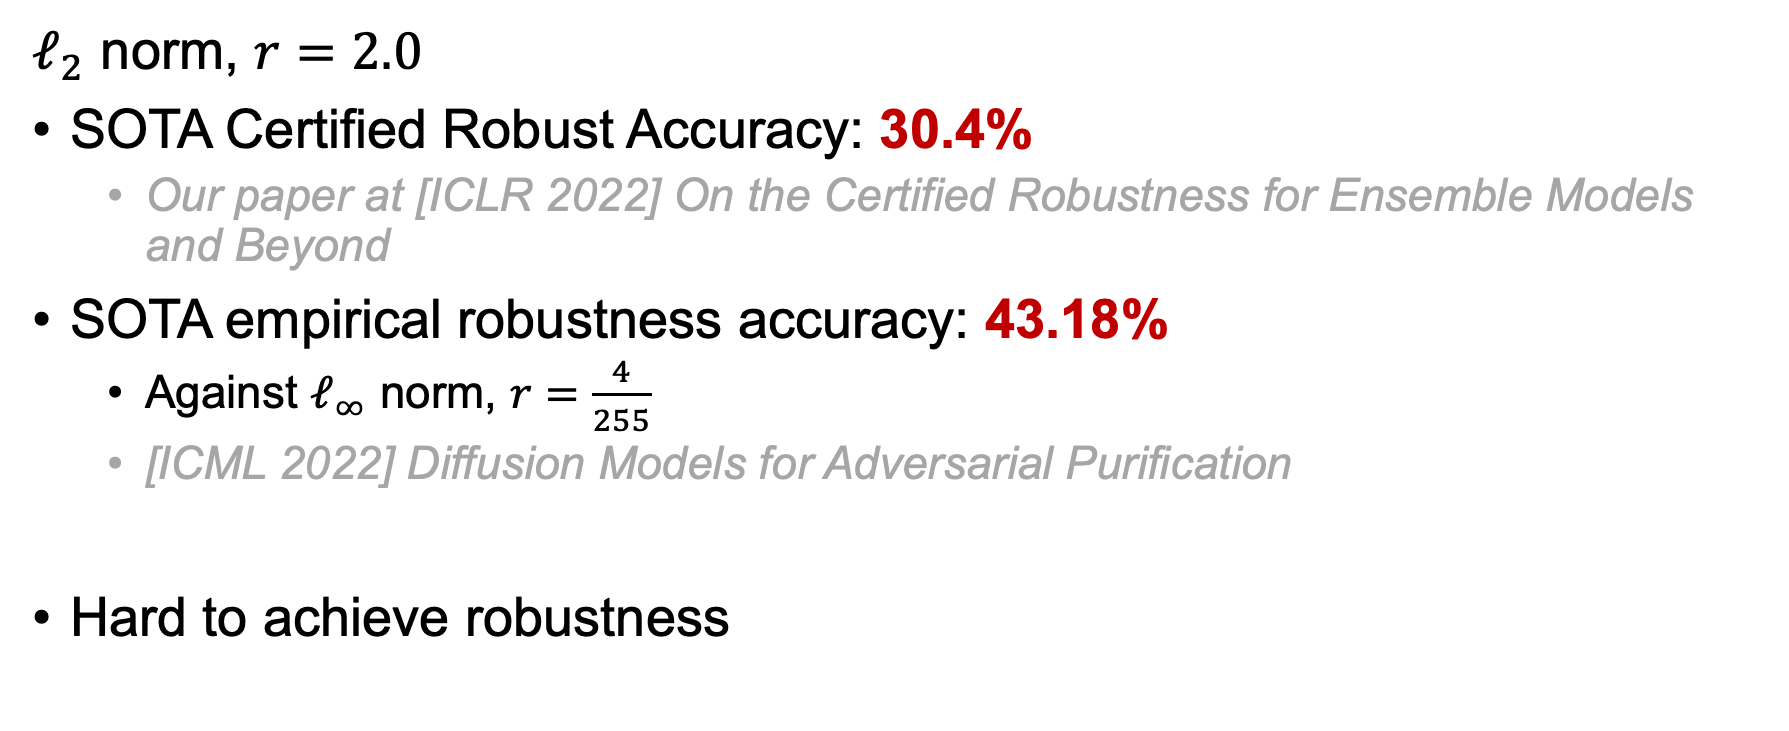 ℓ₂ norm, r = 2.0
• SOTA Certified Robust Accuracy: 30.4%
• Our paper at [ICLR 2022] On the Certified Robustness for Ensemble Models
and Beyond
• SOTA empirical robustness accuracy: 43.18%
• Against ℓ∞ norm, r = 4/255
• [ICML 2022] Diffusion Models for Adversarial Purification
• Hard to achieve robustness